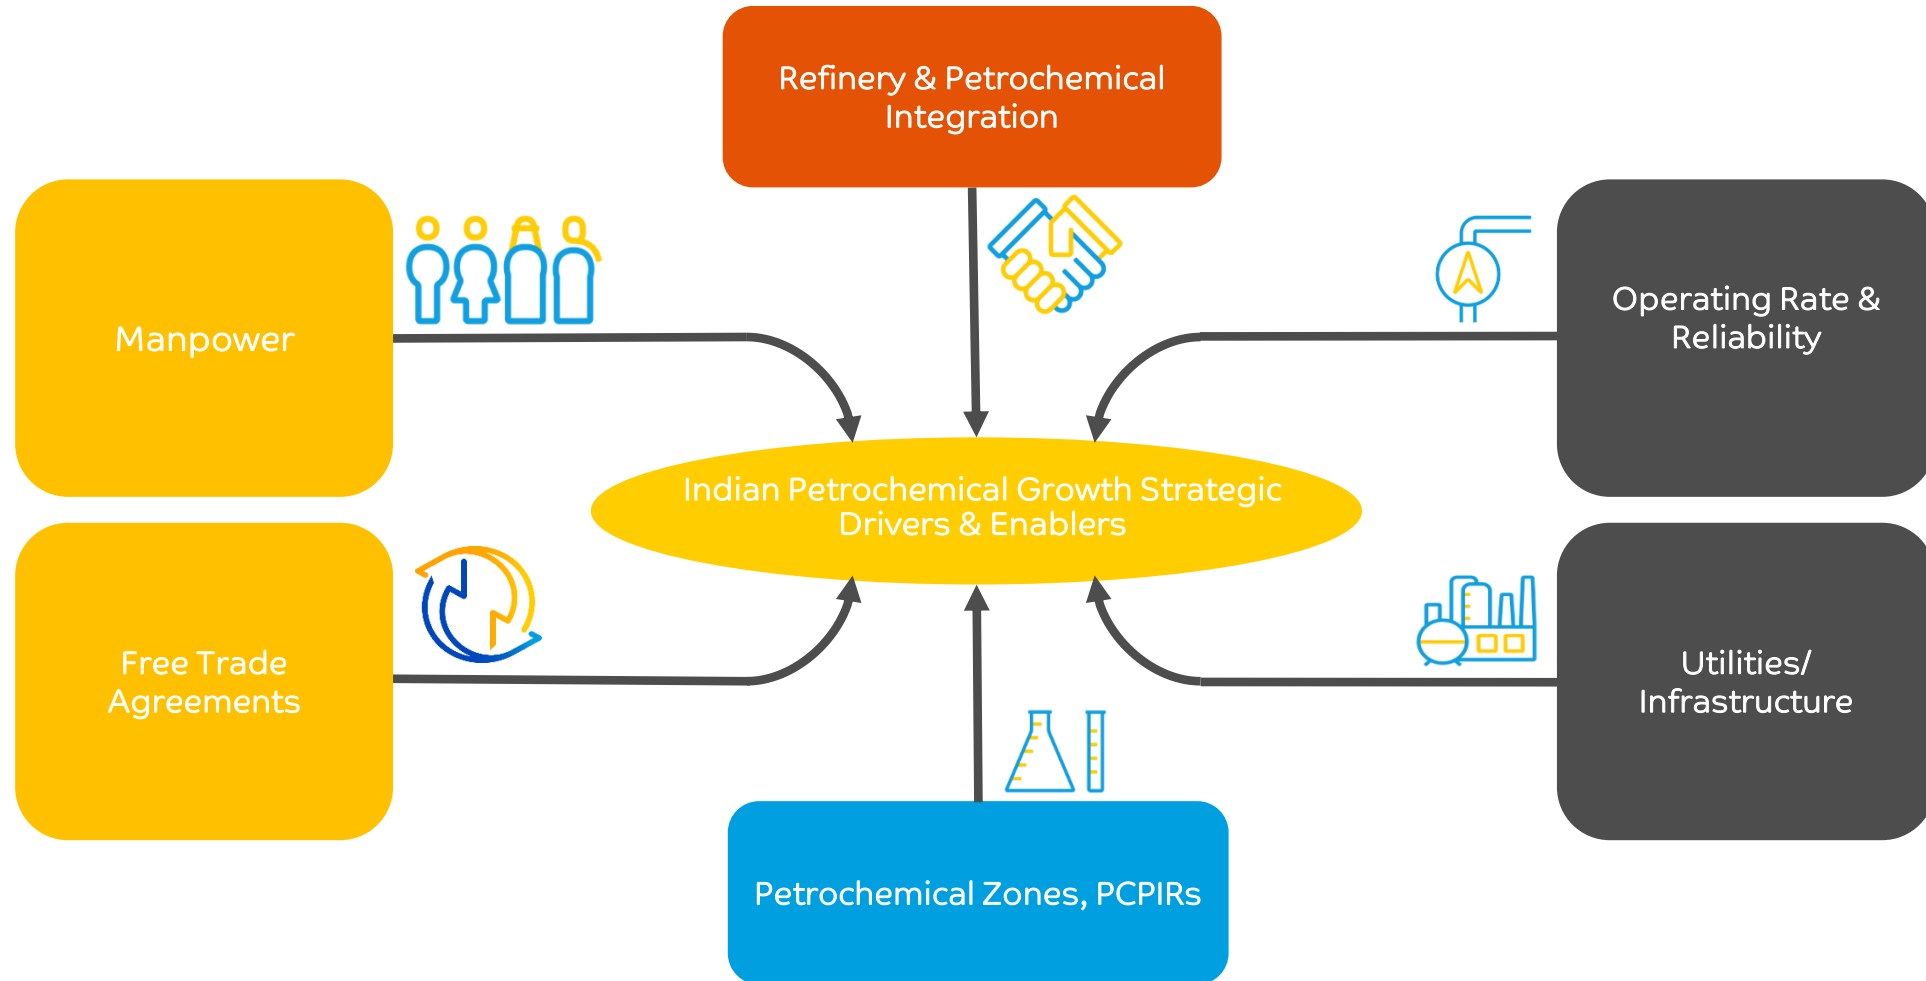 Refinery & Petrochemical
Integration
Manpower
Operating Rate &
Reliability
Indian Petrochemical Growth Strategic
Drivers & Enablers
Free Trade
Agreements
Utilities/
Infrastructure
Petrochemical Zones, PCPIRs